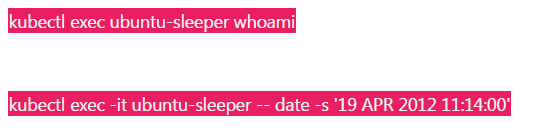 kubectl exec ubuntu-sleeper whoami
kubectl exec -it ubuntu-sleeper -- date -s '19 APR 2012 11:14:00'